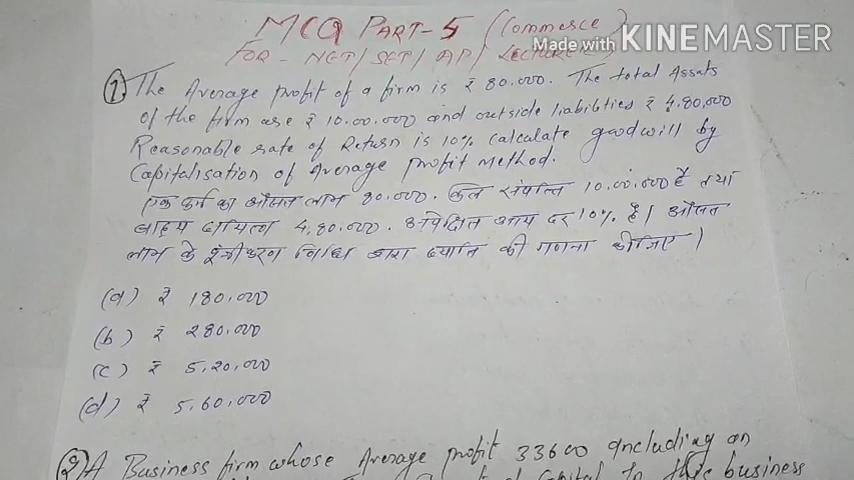 MCQ PART-5 (Commerce)
Made with KINEMASTER
FOR - NET/SET/AP/ LECTURER
1. The Average profit of a firm is ₹ 80.000. The total Assets
of the firm are ₹ 10.00.000 and outside liabilities ₹ 4.80,000
Reasonable rate of Return is 10% Calculate goodwill by
Capitalisation of Average profit Method.
एक फर्म का औसत लाभ 80.000. कुल संपत्ति 10.00.000 है तथा
बाह्य दायित्व 4.80.000. अपेक्षित आय दर 10% है। औसत
लाभ के पूंजीकरण विधि द्वारा ख्याति की गणना कीजिए।
(a) ₹ 180.000
(b) ₹ 280.000
(c) ₹ 5.20.000
(d) ₹ 5.60.000
2) A Business firm whose Average profit 33600 including an
Capital In this business